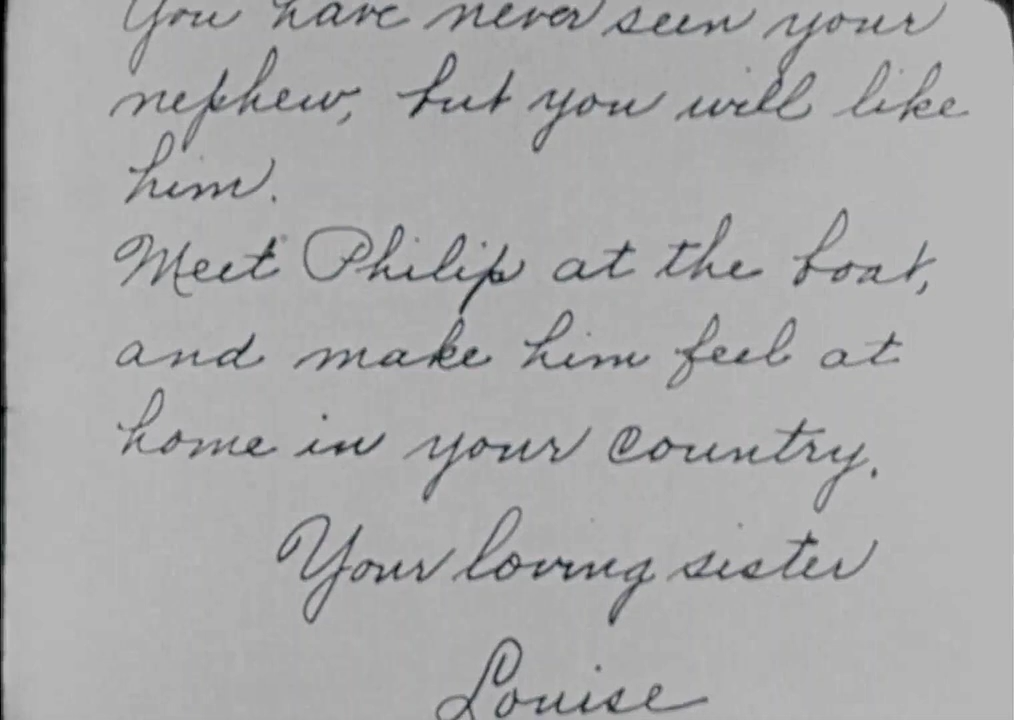 You have never seen your
nephew, but you will like
him.
Meet Philip at the boat,
and make him feel at
home in your country.
Your loving sister
Louise